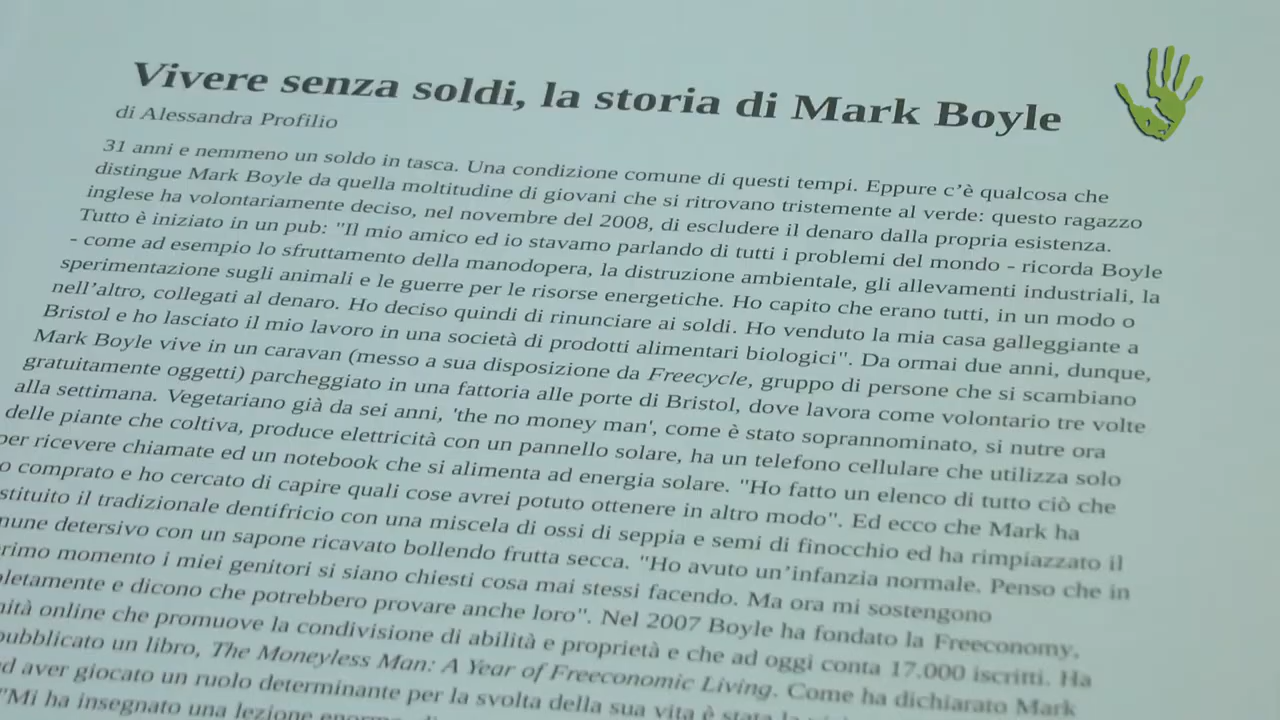 Vivere senza soldi, la storia di Mark Boyle
di Alessandra Profilio
31 anni e nemmeno un soldo in tasca. Una condizione comune di questi tempi. Eppure c'è qualcosa che
distingue Mark Boyle da quella moltitudine di giovani che si ritrovano tristemente al verde: questo ragazzo
inglese ha volontariamente deciso, nel novembre del 2008, di escludere il denaro dalla propria esistenza.
Tutto è iniziato in un pub: "Il mio amico ed io stavamo parlando di tutti i problemi del mondo - ricorda Boyle
- come ad esempio lo sfruttamento della manodopera, la distruzione ambientale, gli allevamenti industriali, la
sperimentazione sugli animali e le guerre per le risorse energetiche. Ho capito che erano tutti, in un modo o
nell'altro, collegati al denaro. Ho deciso quindi di rinunciare ai soldi. Ho venduto la mia casa galleggiante a
Bristol e ho lasciato il mio lavoro in una società di prodotti alimentari biologici". Da ormai due anni, dunque,
Mark Boyle vive in un caravan (messo a sua disposizione da Freecycle, gruppo di persone che si scambiano
gratuitamente oggetti) parcheggiato in una fattoria alle porte di Bristol, dove lavora come volontario tre volte
alla settimana. Vegetariano già da sei anni, 'the no money man', come è stato soprannominato, si nutre ora
delle piante che coltiva, produce elettricità con un pannello solare, ha un telefono cellulare che utilizza solo
per ricevere chiamate ed un notebook che si alimenta ad energia solare. "Ho fatto un elenco di tutto ciò che
o comprato e ho cercato di capire quali cose avrei potuto ottenere in altro modo". Ed ecco che Mark ha
stituito il tradizionale dentifricio con una miscela di ossi di seppia e semi di finocchio ed ha rimpiazzato il
mune detersivo con un sapone ricavato bollendo frutta secca. "Ho avuto un'infanzia normale. Penso che in
rimo momento i miei genitori si siano chiesti cosa mai stessi facendo. Ma ora mi sostengono
pletamente e dicono che potrebbero provare anche loro". Nel 2007 Boyle ha fondato la Freeconomy,
nità online che promuove la condivisione di abilità e proprietà e che ad oggi conta 17.000 iscritti. Ha
pubblicato un libro, The Moneyless Man: A Year of Freeconomic Living. Come ha dichiarato Mark
d aver giocato un ruolo determinante per la svolta della sua vita è stata la
"Mi ha insegnato una lezione